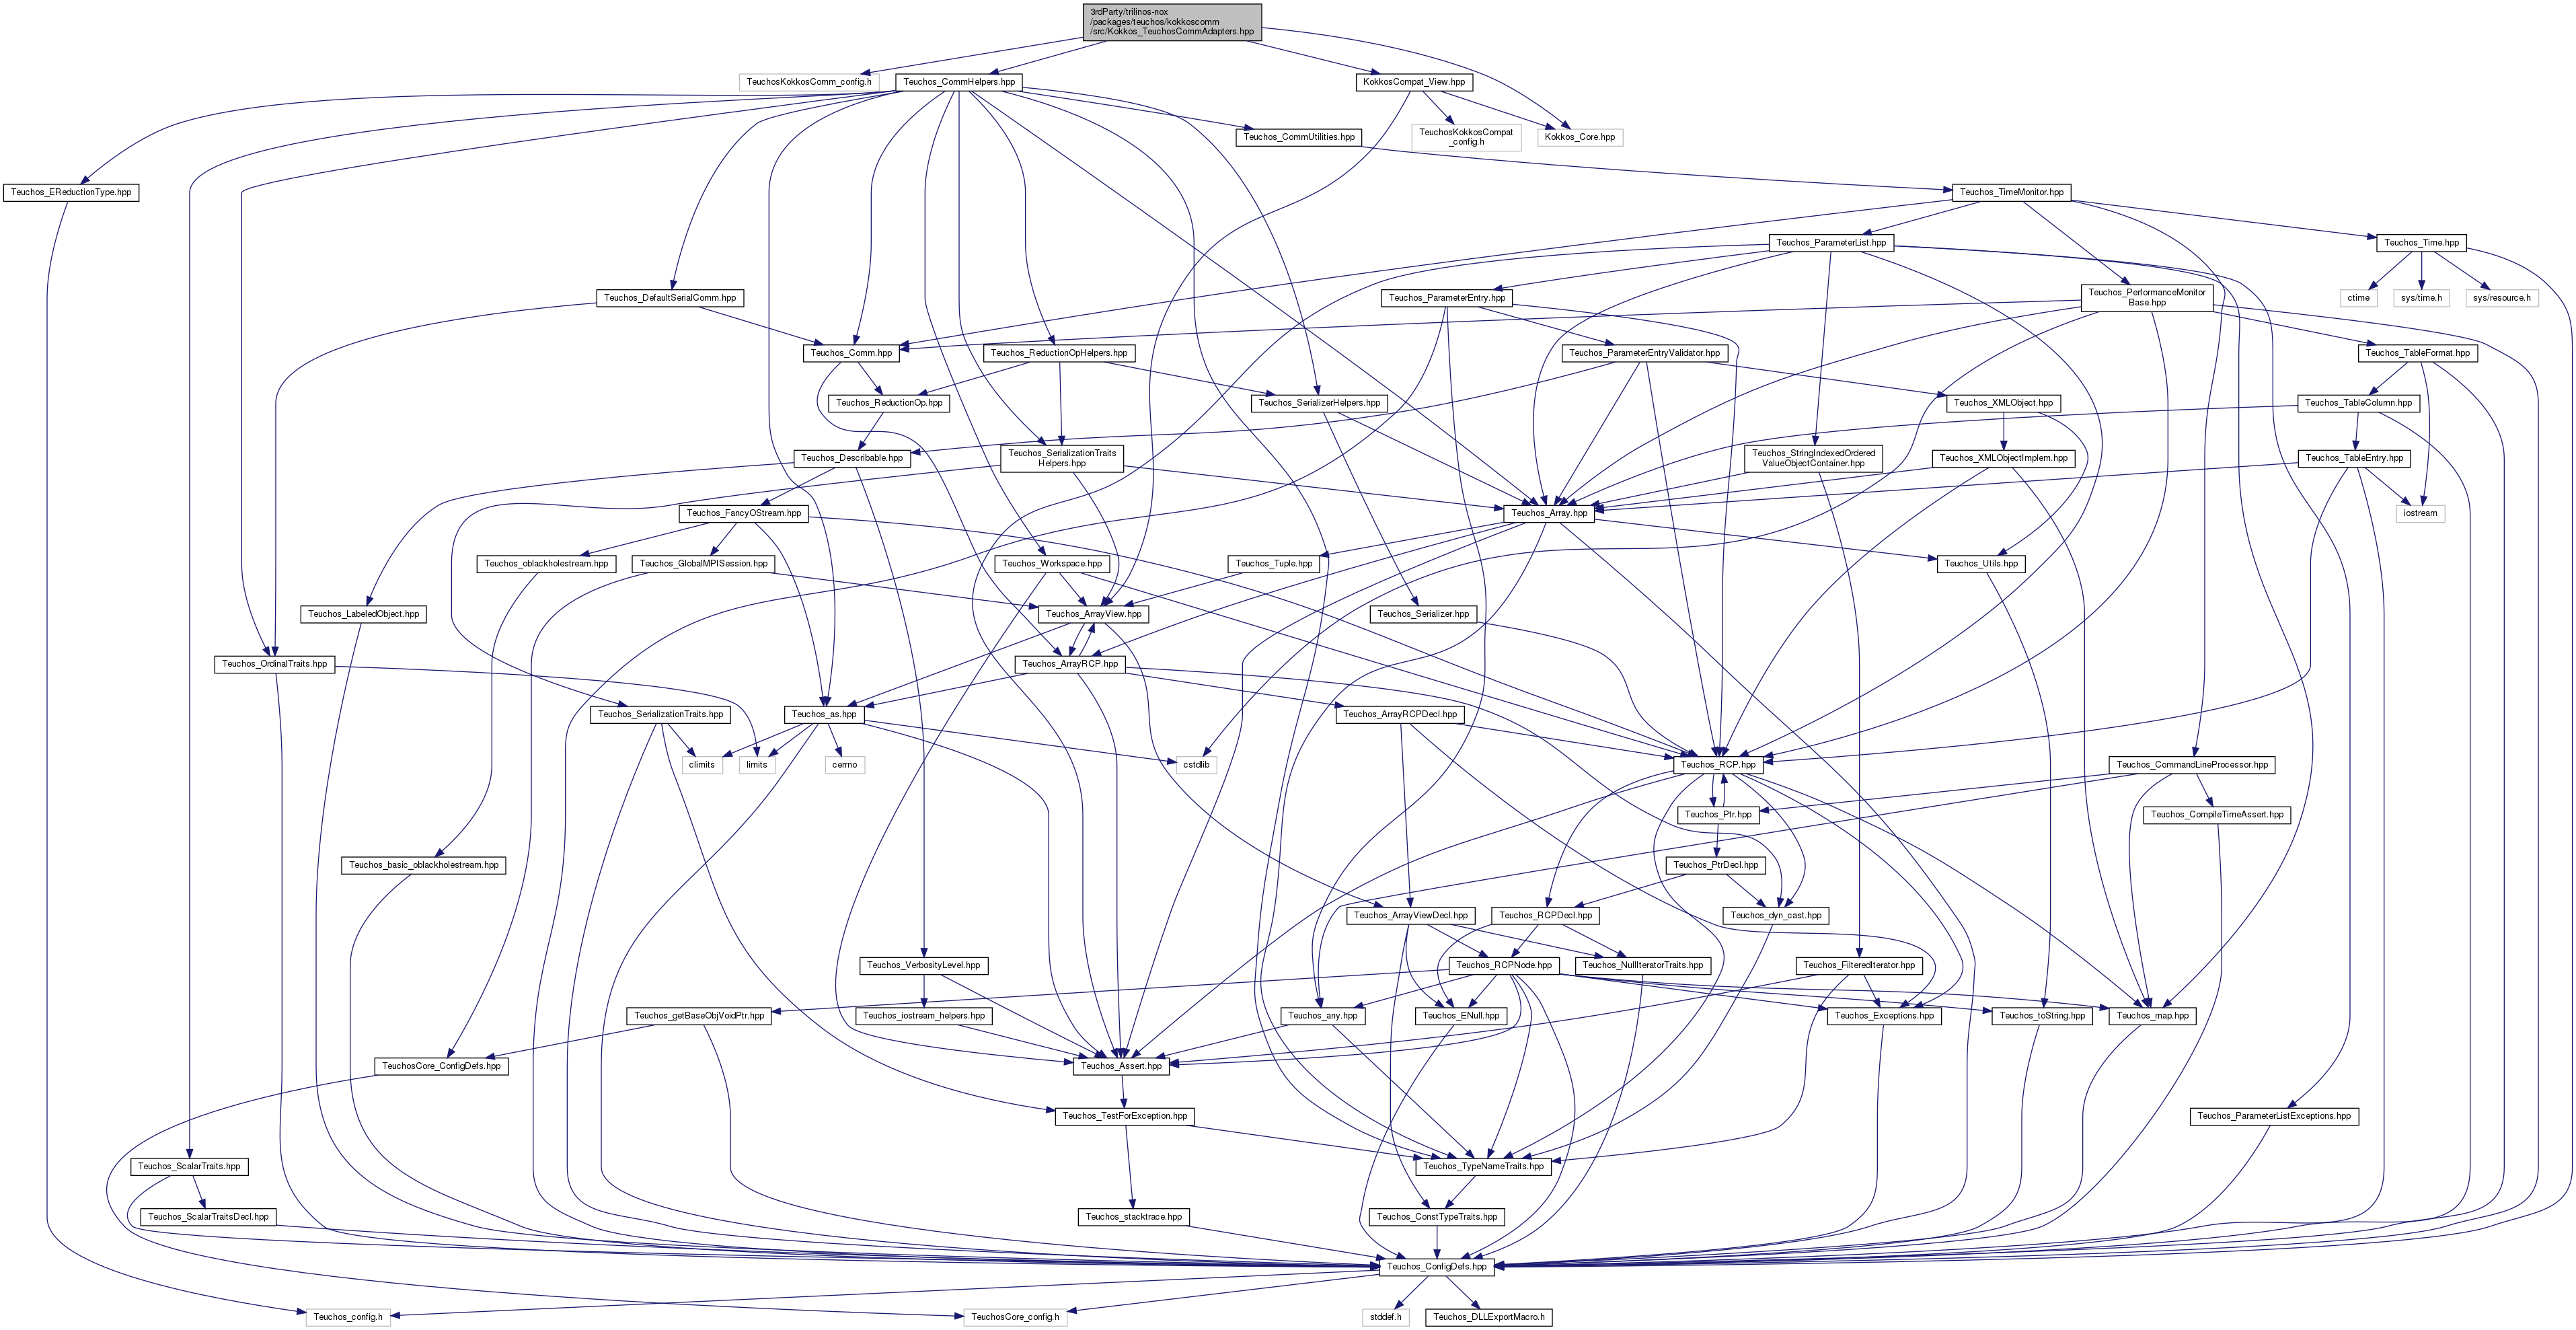 3rdParty/trilinos-nox
/packages/teuchos/kokkoscomm
/src/Kokkos_TeuchosCommAdapters.hpp
TeuchosKokkosComm_config.h
Teuchos_CommHelpers.hpp
KokkosCompat_View.hpp
Teuchos_CommUtilities.hpp
TeuchosKokkosCompat
_config.h
Kokkos_Core.hpp
Teuchos_EReductionType.hpp
Teuchos_TimeMonitor.hpp
Teuchos_ParameterList.hpp
Teuchos_Time.hpp
Teuchos_DefaultSerialComm.hpp
Teuchos_ParameterEntry.hpp
Teuchos_PerformanceMonitor
Base.hpp
ctime
sys/time.h
sys/resource.h
Teuchos_Comm.hpp
Teuchos_ReductionOpHelpers.hpp
Teuchos_ParameterEntryValidator.hpp
Teuchos_TableFormat.hpp
Teuchos_ReductionOp.hpp
Teuchos_SerializerHelpers.hpp
Teuchos_XMLObject.hpp
Teuchos_TableColumn.hpp
Teuchos_Describable.hpp
Teuchos_SerializationTraits
Helpers.hpp
Teuchos_StringIndexedOrdered
ValueObjectContainer.hpp
Teuchos_XMLObjectImplem.hpp
Teuchos_TableEntry.hpp
Teuchos_FancyOStream.hpp
Teuchos_Array.hpp
iostream
Teuchos_oblackholestream.hpp
Teuchos_GlobalMPISession.hpp
Teuchos_Workspace.hpp
Teuchos_Tuple.hpp
Teuchos_Utils.hpp
Teuchos_LabeledObject.hpp
Teuchos_ArrayView.hpp
Teuchos_Serializer.hpp
Teuchos_OrdinalTraits.hpp
Teuchos_ArrayRCP.hpp
Teuchos_SerializationTraits.hpp
Teuchos_as.hpp
Teuchos_ArrayRCPDecl.hpp
climits
limits
cerrno
cstdlib
Teuchos_RCP.hpp
Teuchos_CommandLineProcessor.hpp
Teuchos_Ptr.hpp
Teuchos_CompileTimeAssert.hpp
Teuchos_basic_oblackholestream.hpp
Teuchos_PtrDecl.hpp
Teuchos_ArrayViewDecl.hpp
Teuchos_RCPDecl.hpp
Teuchos_dyn_cast.hpp
Teuchos_VerbosityLevel.hpp
Teuchos_RCPNode.hpp
Teuchos_NullIteratorTraits.hpp
Teuchos_FilteredIterator.hpp
Teuchos_getBaseObjVoidPtr.hpp
Teuchos_iostream_helpers.hpp
Teuchos_any.hpp
Teuchos_ENull.hpp
Teuchos_Exceptions.hpp
Teuchos_toString.hpp
Teuchos_map.hpp
TeuchosCore_ConfigDefs.hpp
Teuchos_Assert.hpp
Teuchos_TestForException.hpp
Teuchos_ParameterListExceptions.hpp
Teuchos_ScalarTraits.hpp
Teuchos_TypeNameTraits.hpp
Teuchos_ScalarTraitsDecl.hpp
Teuchos_stacktrace.hpp
Teuchos_ConstTypeTraits.hpp
Teuchos_ConfigDefs.hpp
Teuchos_config.h
TeuchosCore_config.h
stddef.h
Teuchos_DLLExportMacro.h